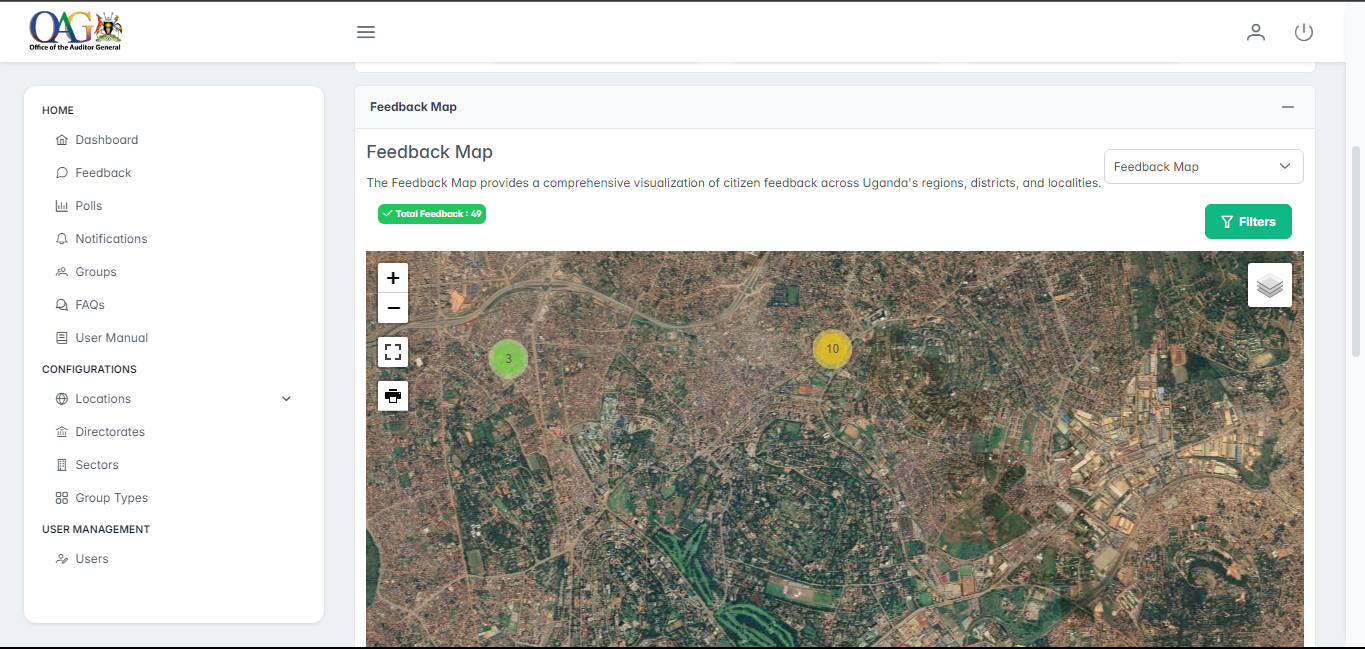 OAG
Office of the Auditor General
HOME
Dashboard
Feedback
Polls
Notifications
Groups
FAQs
User Manual
CONFIGURATIONS
Locations
Directorates
Sectors
Group Types
USER MANAGEMENT
Users
Feedback Map
Feedback Map
The Feedback Map provides a comprehensive visualization of citizen feedback across Uganda's regions, districts, and localities.
Feedback Map
Total Feedback : 49
Filters
+
−
3
10